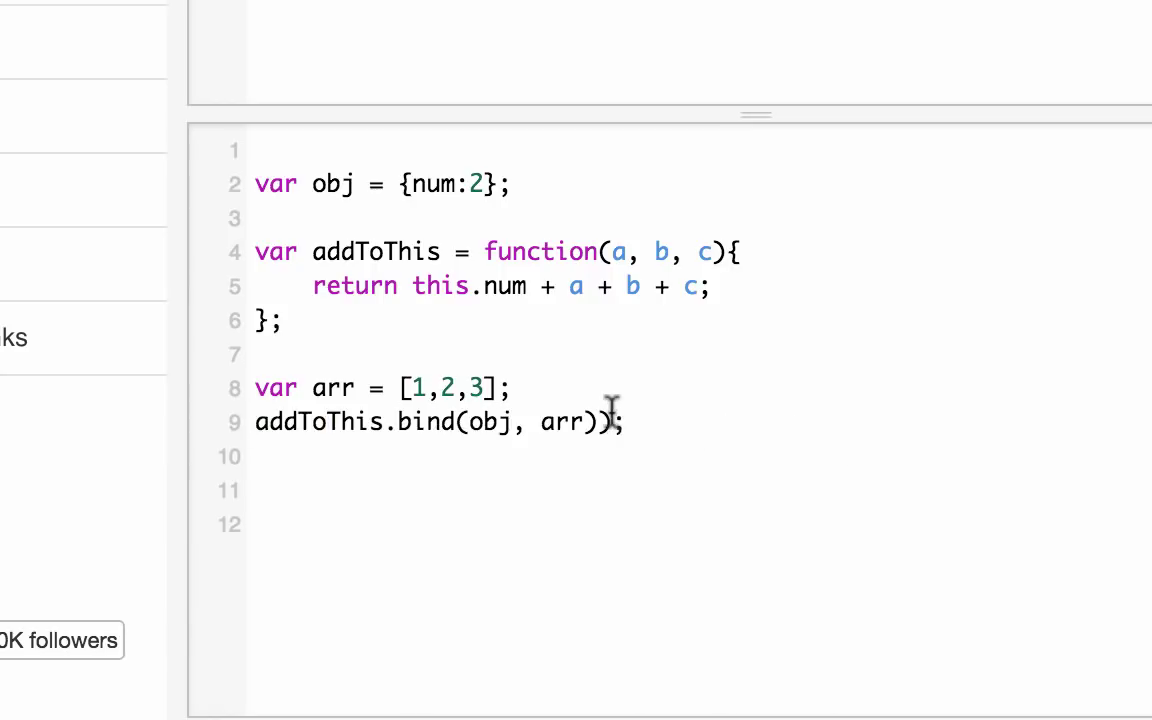 1
2 var obj = {num:2};
3
4 var addToThis = function(a, b, c){
5     return this.num + a + b + c;
6 };
7
8 var arr = [1,2,3];
9 addToThis.bind(obj, arr));
10
11
12
nks
0K followers